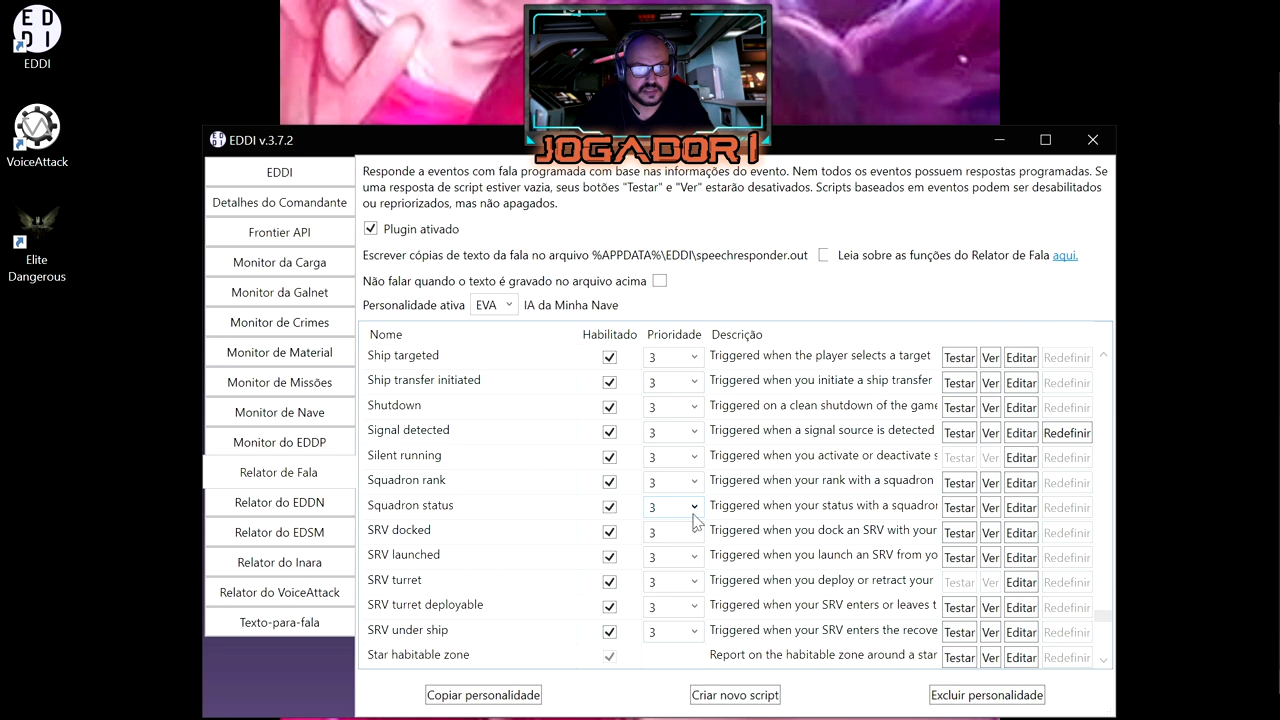 ED
DI
EDDI
VoiceAttack
Elite
Dangerous
JOGADOR1
EDDI v.3.7.2
EDDI
Detalhes do Comandante
Frontier API
Monitor da Carga
Monitor da Galnet
Monitor de Crimes
Monitor de Material
Monitor de Missões
Monitor de Nave
Monitor do EDDP
Relator de Fala
Relator do EDDN
Relator do EDSM
Relator do Inara
Relator do VoiceAttack
Texto-para-fala
Responde a eventos com fala programada com base nas informações do evento. Nem todos os eventos possuem respostas programadas. Se
uma resposta de script estiver vazia, seus botões "Testar" e "Ver" estarão desativados. Scripts baseados em eventos podem ser desabilitados
ou repriorizados, mas não apagados.
Plugin ativado
Escrever cópias de texto da fala no arquivo %APPDATA%\EDDI\speechresponder.out Leia sobre as funções do Relator de Fala aqui.
Não falar quando o texto é gravado no arquivo acima
Personalidade ativa EVA IA da Minha Nave
Nome Habilitado Prioridade Descrição
Ship targeted 3 Triggered when the player selects a target Testar Ver Editar Redefinir
Ship transfer initiated 3 Triggered when you initiate a ship transfer Testar Ver Editar Redefinir
Shutdown 3 Triggered on a clean shutdown of the game Testar Ver Editar Redefinir
Signal detected 3 Triggered when a signal source is detected Testar Ver Editar Redefinir
Silent running 3 Triggered when you activate or deactivate s Testar Ver Editar Redefinir
Squadron rank 3 Triggered when your rank with a squadron Testar Ver Editar Redefinir
Squadron status 3 Triggered when your status with a squadror Testar Ver Editar Redefinir
SRV docked 3 Triggered when you dock an SRV with your Testar Ver Editar Redefinir
SRV launched 3 Triggered when you launch an SRV from yo Testar Ver Editar Redefinir
SRV turret 3 Triggered when you deploy or retract your Testar Ver Editar Redefinir
SRV turret deployable 3 Triggered when your SRV enters or leaves t Testar Ver Editar Redefinir
SRV under ship 3 Triggered when your SRV enters the recove Testar Ver Editar Redefinir
Star habitable zone Report on the habitable zone around a star Testar Ver Editar Redefinir
Copiar personalidade Criar novo script Excluir personalidade